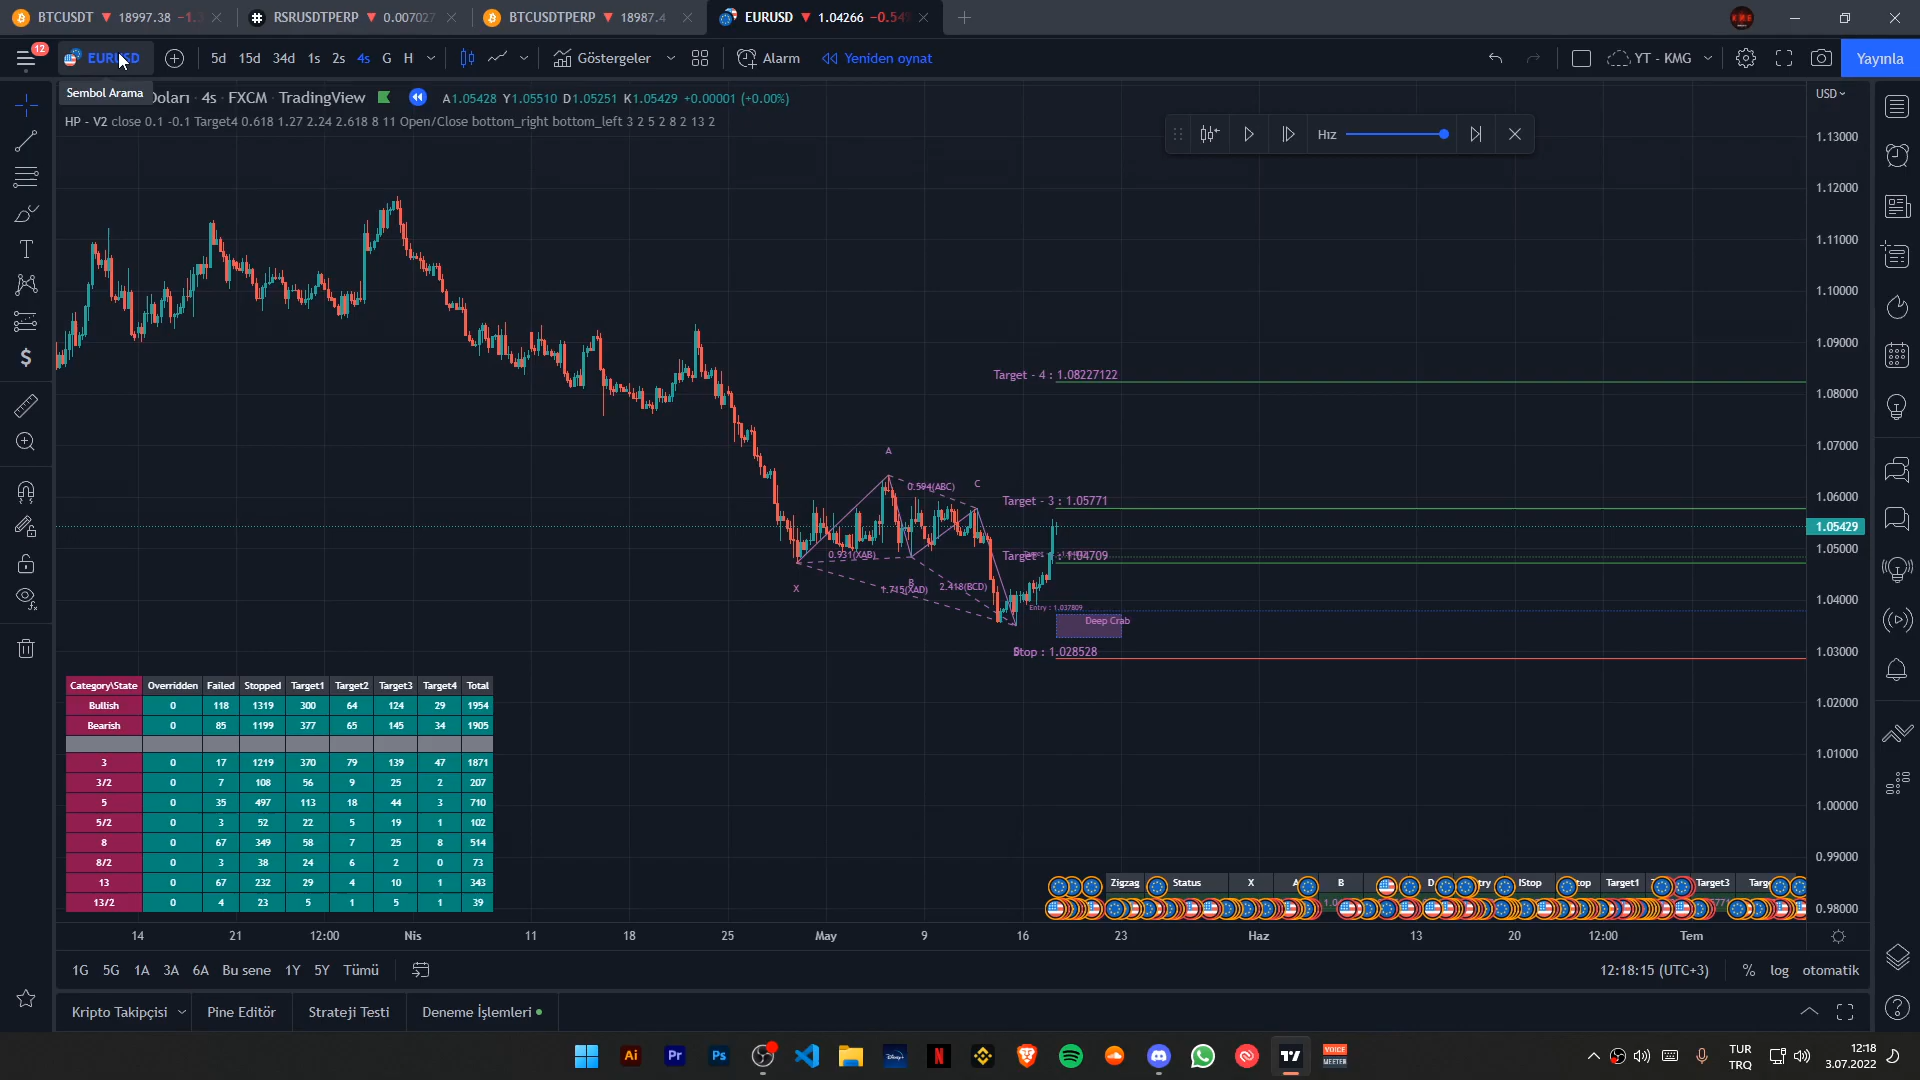 BTCUSDT ▼ 18997.38 −1.
RSRUSDTPERP ▼ 0.007027
BTCUSDTPERP ▼ 18987.4
EURUSD ▼ 1.04266 −0.54
12
EURUSD
5d 15d 34d 1s 2s 4s G H
Göstergeler
Alarm
Yeniden oynat
YT - KMG
Yayınla
Sembol Arama
Doları · 4s · FXCM · TradingView
A1.05428 Y1.05510 D1.05251 K1.05429 +0.00001 (+0.00%)
HP - V2 close 0.1 -0.1 Target4 0.618 1.27 2.24 2.618 8 11 Open/Close bottom_right bottom_left 3 2 5 2 8 2 13 2
Hız
USD
1.13000
1.12000
1.11000
1.10000
1.09000
1.08000
1.07000
1.06000
1.05429
1.05000
1.04000
1.03000
1.02000
1.01000
1.00000
0.99000
0.98000
Target - 4 : 1.08227122
A
0.594(ABC)
C
Target - 3 : 1.05771
0.931(XAB)
: 1.04709
X
B
1.715(XAD)
2.418(BCD)
Entry : 1.037809
Deep Crab
Stop : 1.028528
Category\State Overridden Failed Stopped Target1 Target2 Target3 Target4 Total
Bullish 0 118 1319 300 64 124 29 1954
Bearish 0 85 1199 377 65 145 34 1905
3 0 17 1219 370 79 139 47 1871
3/2 0 7 108 56 9 25 2 207
5 0 35 497 113 18 44 3 710
5/2 0 3 52 22 5 19 1 102
8 0 67 349 58 7 25 8 514
8/2 0 3 38 24 6 2 0 73
13 0 67 232 29 4 10 1 343
13/2 0 4 23 5 1 5 1 39
Zigzag Status X A B D IStop Target1 Target3
14 21 12:00 Nis 11 18 25 May 9 16 23 Haz 13 20 12:00 Tem
1G 5G 1A 3A 6A Bu sene 1Y 5Y Tümü
12:18:15 (UTC+3) % log otomatik
Kripto Takipçisi Pine Editör Strateji Testi Deneme İşlemleri
Ai Pr Ps
Disney+
N
VOICE MEETER
TUR
TRQ
12:18
3.07.2022